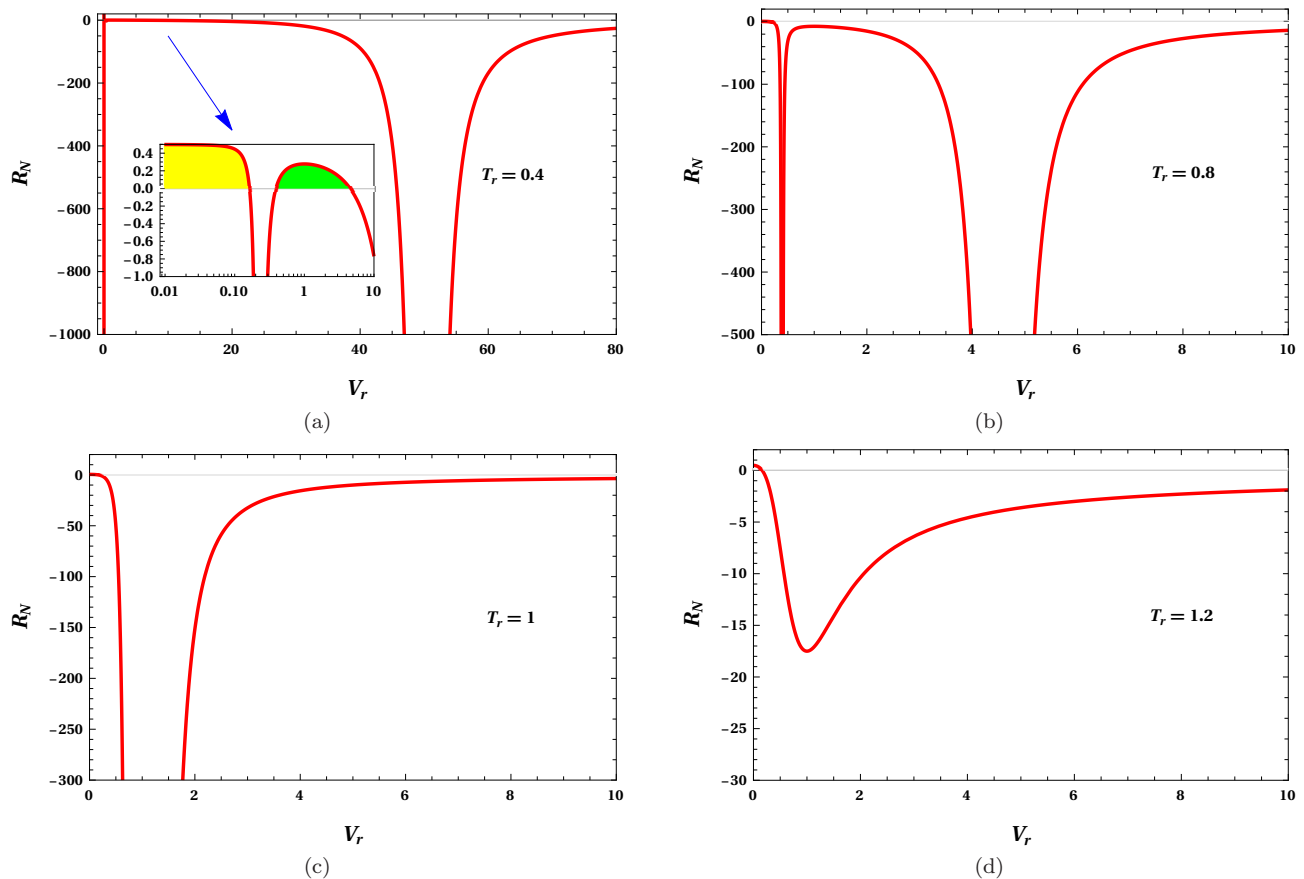 0
−200
−400
−600
−800
−1000
R_N
T_r = 0.4
0.4
0.2
0.0
−0.2
−0.4
−0.6
−0.8
−1.0
0.01 0.10 1 10
0 20 40 60 80
V_r
(a)
0
−100
−200
−300
−400
−500
R_N
T_r = 0.8
0 2 4 6 8 10
V_r
(b)
0
−50
−100
−150
−200
−250
−300
R_N
T_r = 1
0 2 4 6 8 10
V_r
(c)
0
−5
−10
−15
−20
−25
−30
R_N
T_r = 1.2
0 2 4 6 8 10
V_r
(d)